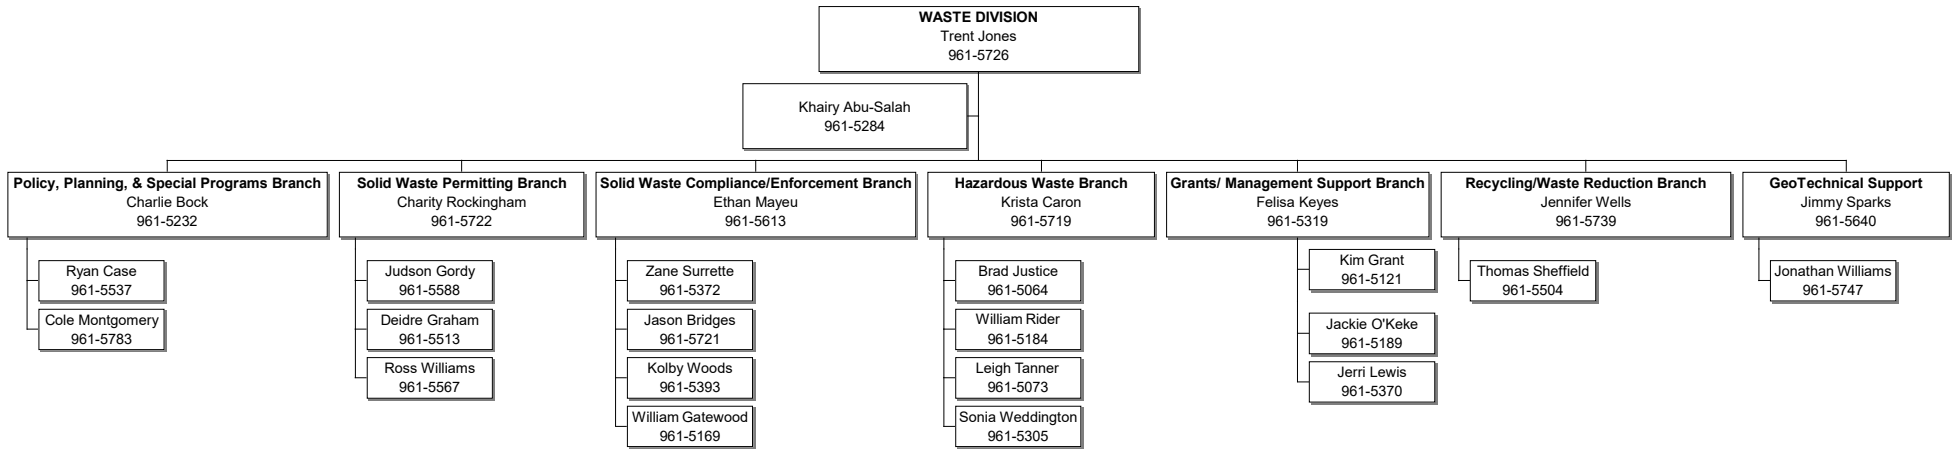 WASTE DIVISION
Trent Jones
961-5726
Khairy Abu-Salah
961-5284
Policy, Planning, & Special Programs Branch
Charlie Bock
961-5232
Ryan Case
961-5537
Cole Montgomery
961-5783
Solid Waste Permitting Branch
Charity Rockingham
961-5722
Judson Gordy
961-5588
Deidre Graham
961-5513
Ross Williams
961-5567
Solid Waste Compliance/Enforcement Branch
Ethan Mayeu
961-5613
Zane Surrette
961-5372
Jason Bridges
961-5721
Kolby Woods
961-5393
William Gatewood
961-5169
Hazardous Waste Branch
Krista Caron
961-5719
Brad Justice
961-5064
William Rider
961-5184
Leigh Tanner
961-5073
Sonia Weddington
961-5305
Grants/ Management Support Branch
Felisa Keyes
961-5319
Kim Grant
961-5121
Jackie O'Keke
961-5189
Jerri Lewis
961-5370
Recycling/Waste Reduction Branch
Jennifer Wells
961-5739
Thomas Sheffield
961-5504
GeoTechnical Support
Jimmy Sparks
961-5640
Jonathan Williams
961-5747